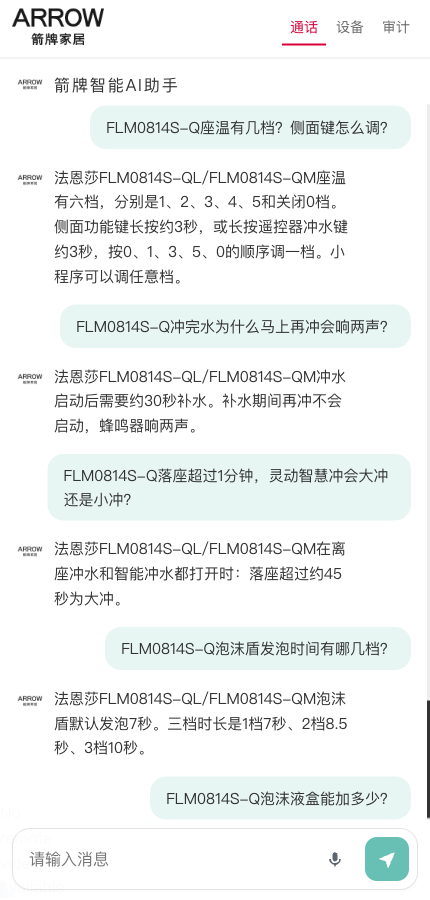 ARROW
箭牌家居
通话
设备
审计
ARROW
箭牌家居
箭牌智能AI助手
FLM0814S-Q座温有几档？侧面键怎么调？
ARROW
箭牌家居
法恩莎FLM0814S-QL/FLM0814S-QM座温
有六档，分别是1、2、3、4、5和关闭0档。
侧面功能键长按约3秒，或长按遥控器冲水键
约3秒，按0、1、3、5、0的顺序调一档。小
程序可以调任意档。
FLM0814S-Q冲完水为什么马上再冲会响两声？
ARROW
箭牌家居
法恩莎FLM0814S-QL/FLM0814S-QM冲水
启动后需要约30秒补水。补水期间再冲不会
启动，蜂鸣器响两声。
FLM0814S-Q落座超过1分钟，灵动智慧冲会大冲
还是小冲？
ARROW
箭牌家居
法恩莎FLM0814S-QL/FLM0814S-QM在离
座冲水和智能冲水都打开时：落座超过约45
秒为大冲。
FLM0814S-Q泡沫盾发泡时间有哪几档？
ARROW
箭牌家居
法恩莎FLM0814S-QL/FLM0814S-QM泡沫
盾默认发泡7秒。三档时长是1档7秒、2档8.5
秒、3档10秒。
FLM0814S-Q泡沫液盒能加多少？
请输入消息